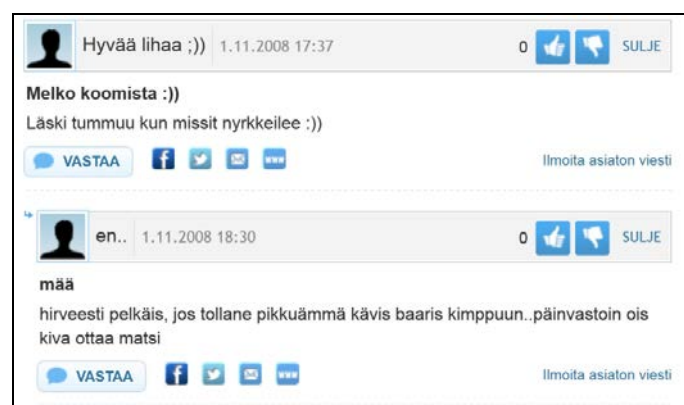 Hyvää lihaa ;)) 1.11.2008 17:37 0 SULJE
Melko koomista :))
Läski tummuu kun missit nyrkkeilee :))
VASTAA f www Ilmoita asiaton viesti
en.. 1.11.2008 18:30 0 SULJE
mää
hirveesti pelkäis, jos tollane pikkuämmä kävis baaris kimppuun..päinvastoin ois
kiva ottaa matsi
VASTAA f www Ilmoita asiaton viesti